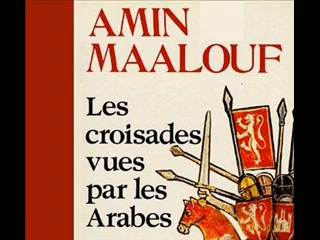 AMIN
MAALOUF
Les
croisades
vues
par les
Arabes